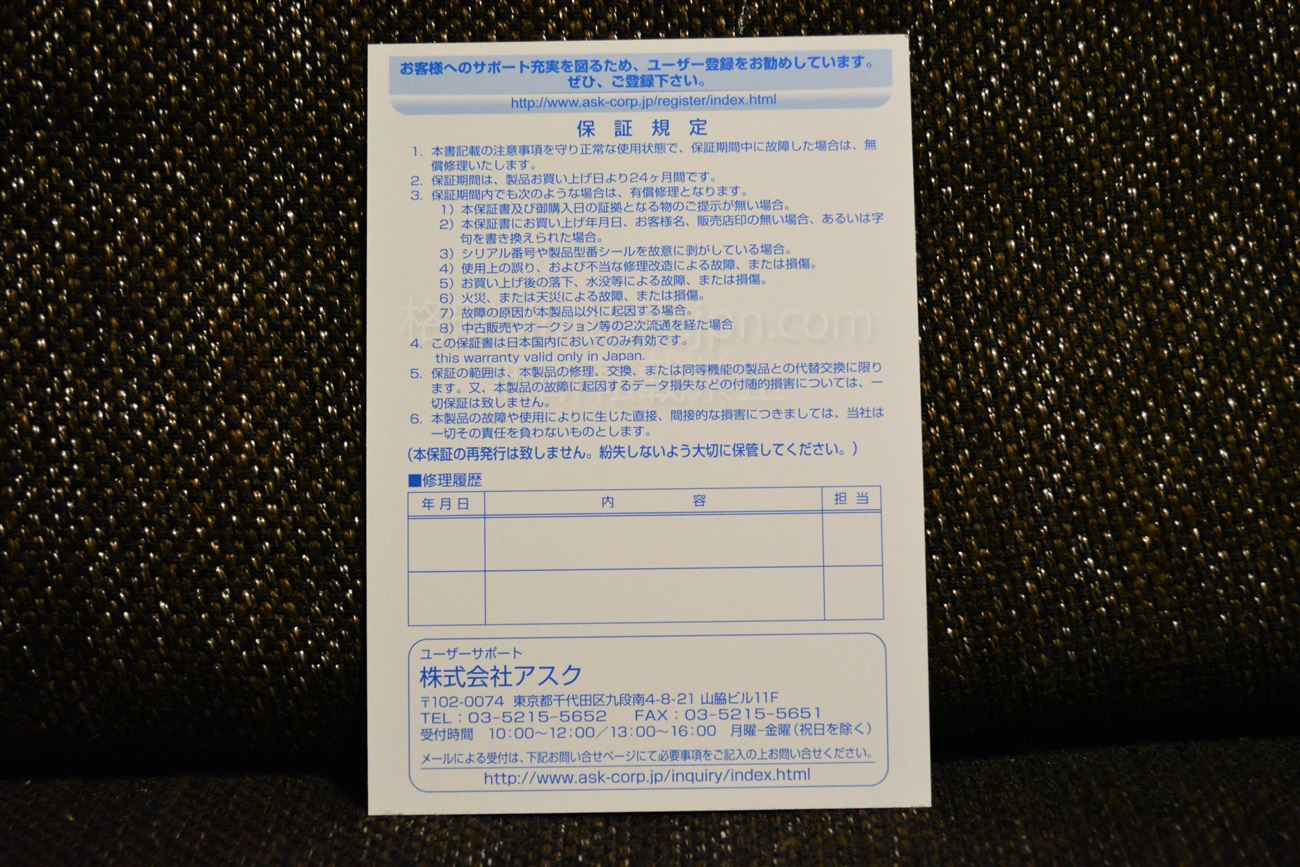 お客様へのサポート充実を図るため、ユーザー登録をお勧めしています。
ぜひ、ご登録下さい。
http://www.ask-corp.jp/register/index.html
保証規定
1. 本書記載の注意事項を守り正常な使用状態で、保証期間中に故障した場合は、無
償修理いたします。
2. 保証期間は、製品お買い上げ日より24ヶ月間です。
3. 保証期間内でも次のような場合は、有償修理となります。
1）本保証書及び御購入日の証拠となる物のご提示が無い場合。
2）本保証書にお買い上げ年月日、お客様名、販売店印の無い場合、あるいは字
句を書き換えられた場合。
3）シリアル番号や製品型番シールを故意に剥がしている場合。
4）使用上の誤り、および不当な修理改造による故障、または損傷。
5）お買い上げ後の落下、水没等による故障、または損傷。
6）火災、または天災による故障、または損傷。
7）故障の原因が本製品以外に起因する場合。
8）中古販売やオークション等の2次流通を経た場合
4. この保証書は日本国内においてのみ有効です。
this warranty valid only in Japan.
5. 保証の範囲は、本製品の修理、交換、または同等機能の製品との代替交換に限り
ます。又、本製品の故障に起因するデータ損失などの付随的損害については、一
切保証は致しません。
6. 本製品の故障や使用によりに生じた直接、間接的な損害につきましては、当社は
一切その責任を負わないものとします。
（本保証の再発行は致しません。紛失しないよう大切に保管してください。）
■修理履歴
年月日 内容 担当
ユーザーサポート
株式会社アスク
〒102-0074 東京都千代田区九段南4-8-21 山脇ビル11F
TEL：03-5215-5652 FAX：03-5215-5651
受付時間 10:00〜12:00／13:00〜16:00 月曜−金曜（祝日を除く）
メールによる受付は、下記お問い合せページにて必要事項をご記入の上お問い合せください。
http://www.ask-corp.jp/inquiry/index.html